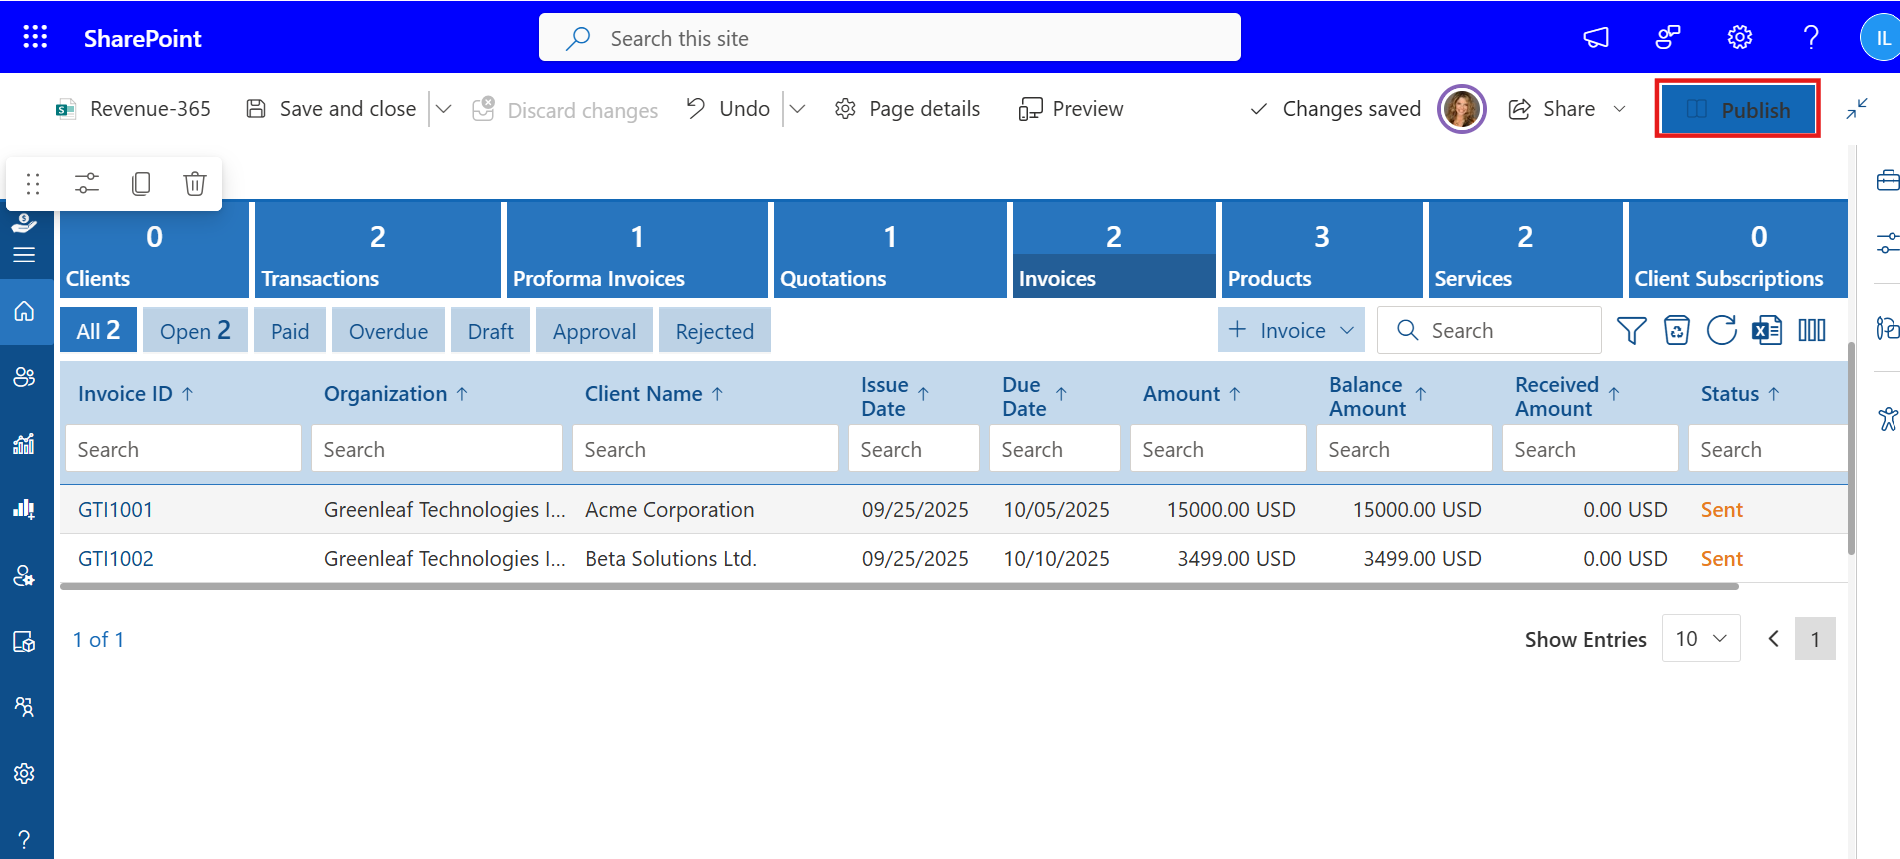 SharePoint
Search this site
IL
Revenue-365
Save and close
Discard changes
Undo
Page details
Preview
Changes saved
Share
Publish
0
Clients
2
Transactions
1
Proforma Invoices
1
Quotations
2
Invoices
3
Products
2
Services
0
Client Subscriptions
All 2
Open 2
Paid
Overdue
Draft
Approval
Rejected
+ Invoice
Search
Invoice ID ↑
Organization ↑
Client Name ↑
Issue Date ↑
Due Date ↑
Amount ↑
Balance Amount ↑
Received Amount ↑
Status ↑
Search Search Search Search Search Search Search Search Search
GTI1001 Greenleaf Technologies I... Acme Corporation 09/25/2025 10/05/2025 15000.00 USD 15000.00 USD 0.00 USD Sent
GTI1002 Greenleaf Technologies I... Beta Solutions Ltd. 09/25/2025 10/10/2025 3499.00 USD 3499.00 USD 0.00 USD Sent
1 of 1
Show Entries 10 1